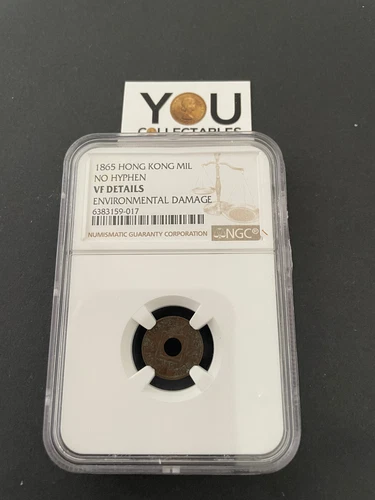 YOU
COLLECTABLES
1865 HONG KONG MIL
NO HYPHEN
VF DETAILS
ENVIRONMENTAL DAMAGE
6383159-017
NUMISMATIC GUARANTY CORPORATION
NGC®